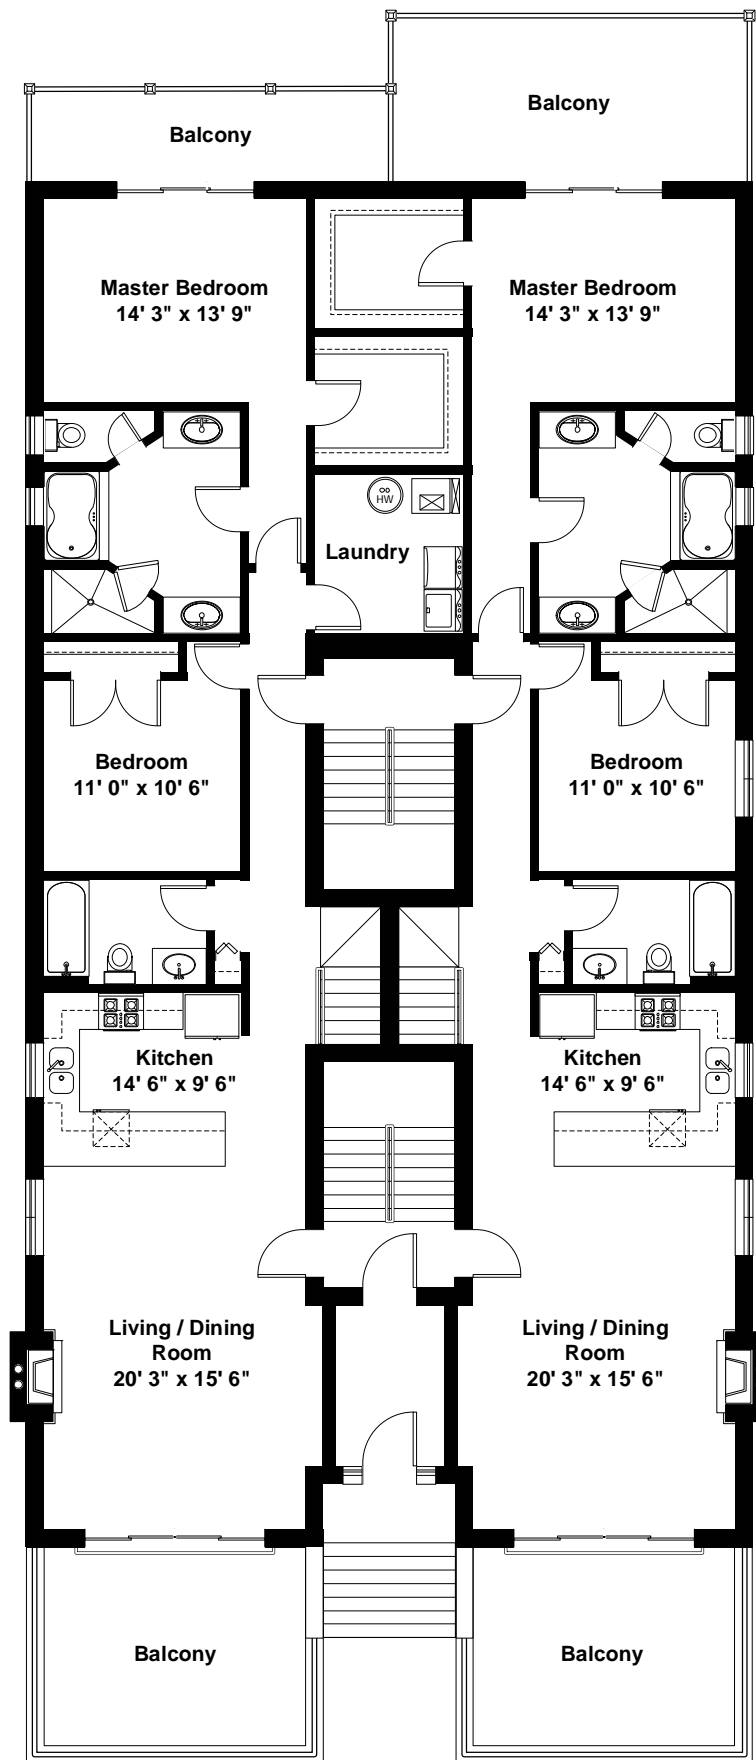 Balcony
Balcony
Master Bedroom
14' 3" x 13' 9"
Master Bedroom
14' 3" x 13' 9"
HW
Laundry
Bedroom
11' 0" x 10' 6"
Bedroom
11' 0" x 10' 6"
Kitchen
14' 6" x 9' 6"
Kitchen
14' 6" x 9' 6"
Living / Dining
Room
20' 3" x 15' 6"
Living / Dining
Room
20' 3" x 15' 6"
Balcony
Balcony